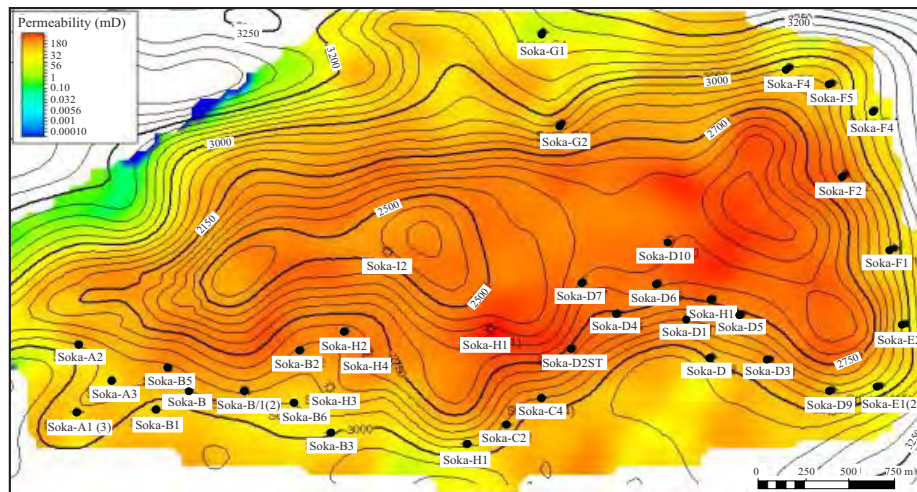 Permeability (mD)
180
32
56
1
0.10
0.032
0.0056
0.001
0.00010
3250
3200
3250
3200
Soka-G1
3000
Soka-F4
Soka-F5
Soka-F4
3000
Soka-G2
2700
Soka-F2
2150
2500
Soka-I2
Soka-D10
Soka-F1
2500
Soka-D7
Soka-D6
Soka-H1
Soka-D4
Soka-D1
Soka-D5
Soka-H1
Soka-E2
Soka-A2
Soka-H2
Soka-B2
Soka-H4
Soka-D2ST
Soka-D
Soka-D3
2750
Soka-A3
Soka-B5
Soka-B
Soka-B/1(2)
Soka-H3
Soka-B6
Soka-C4
Soka-D9
Soka-E1(2
Soka-A1 (3)
Soka-B1
Soka-B3
3000
Soka-C2
Soka-H1
3250
0 250 500 750 m